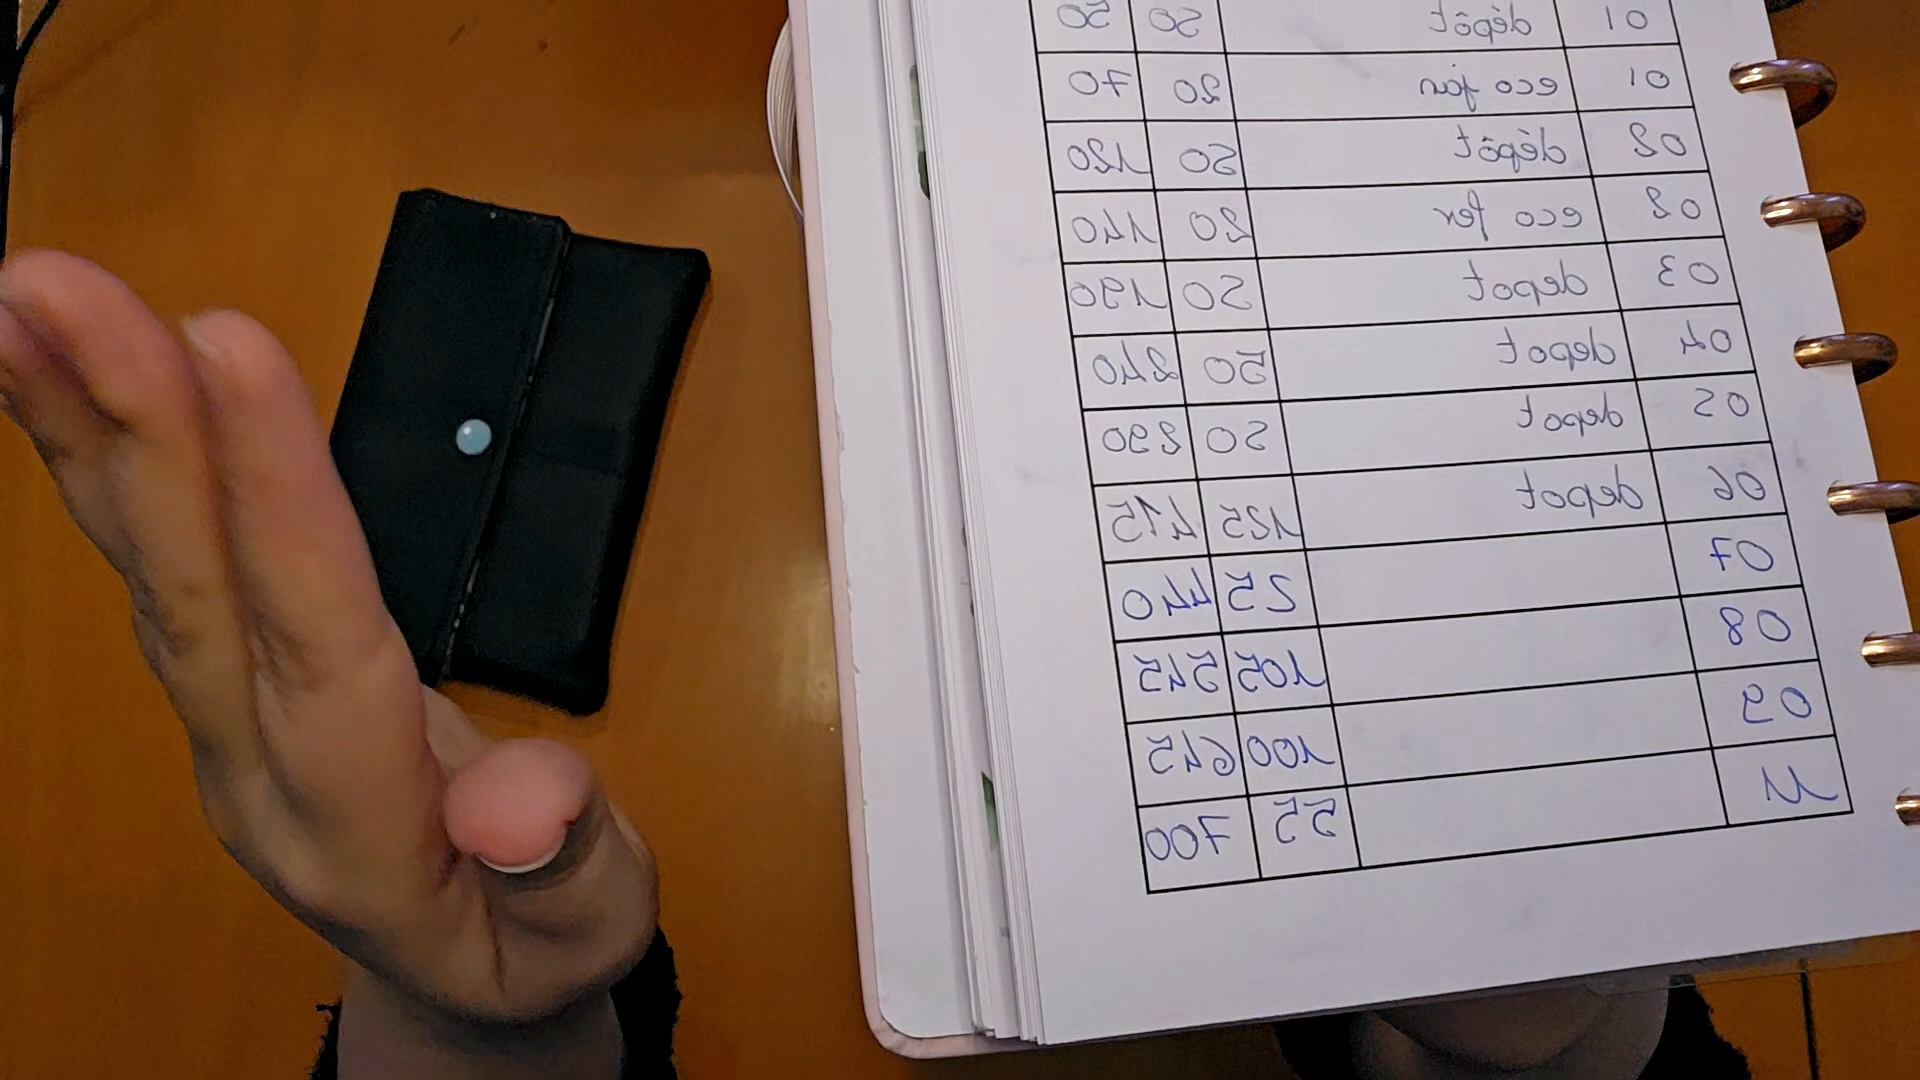 01 dépôt 50 50
01 eco jan 20 70
02 dépôt 50 120
02 eco fev 20 140
03 depot 50 190
04 depot 50 240
05 depot 50 290
06 depot 125 415
07 25 440
08 105 545
09 100 645
11 55 700